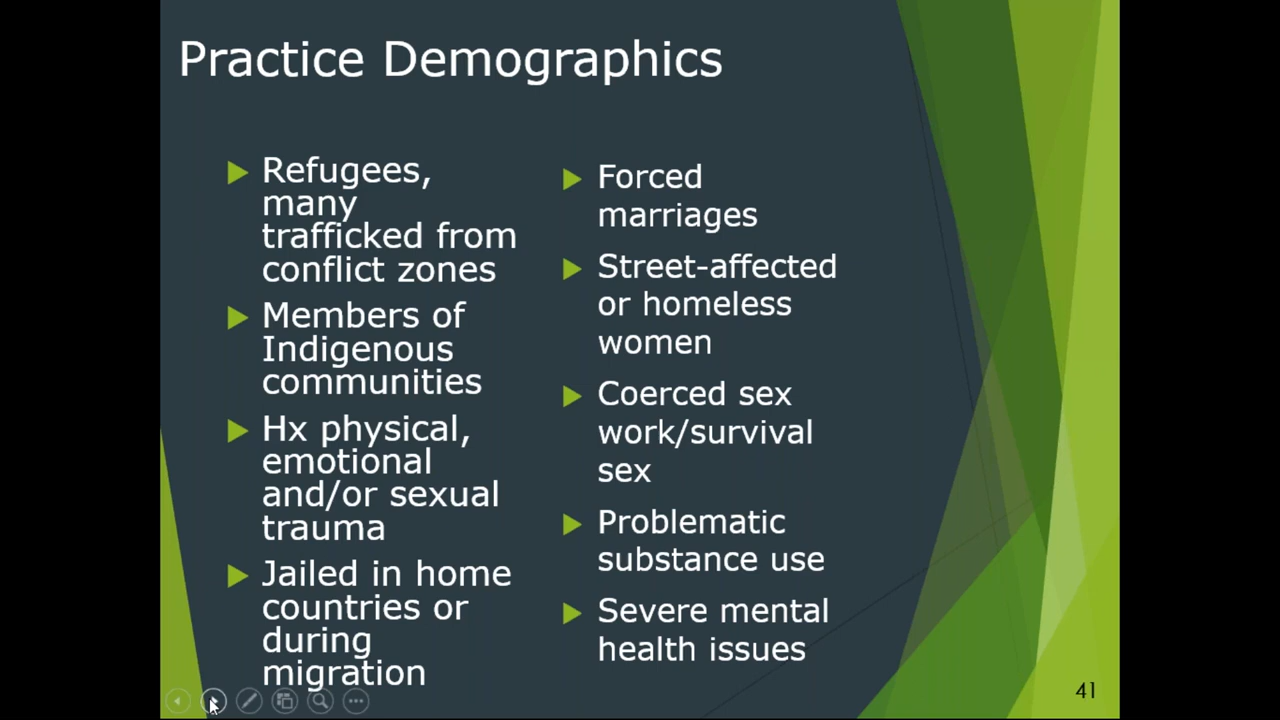 Practice Demographics
Refugees,
many
trafficked from
conflict zones
Members of
Indigenous
communities
Hx physical,
emotional
and/or sexual
trauma
Jailed in home
countries or
during
migration
Forced
marriages
Street-affected
or homeless
women
Coerced sex
work/survival
sex
Problematic
substance use
Severe mental
health issues
41